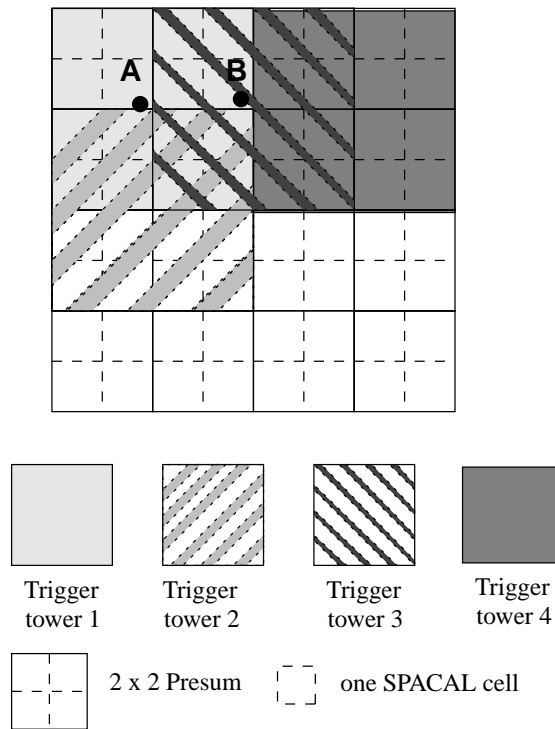 A
B
Trigger
tower 1
Trigger
tower 2
Trigger
tower 3
Trigger
tower 4
2 x 2 Presum
one SPACAL cell